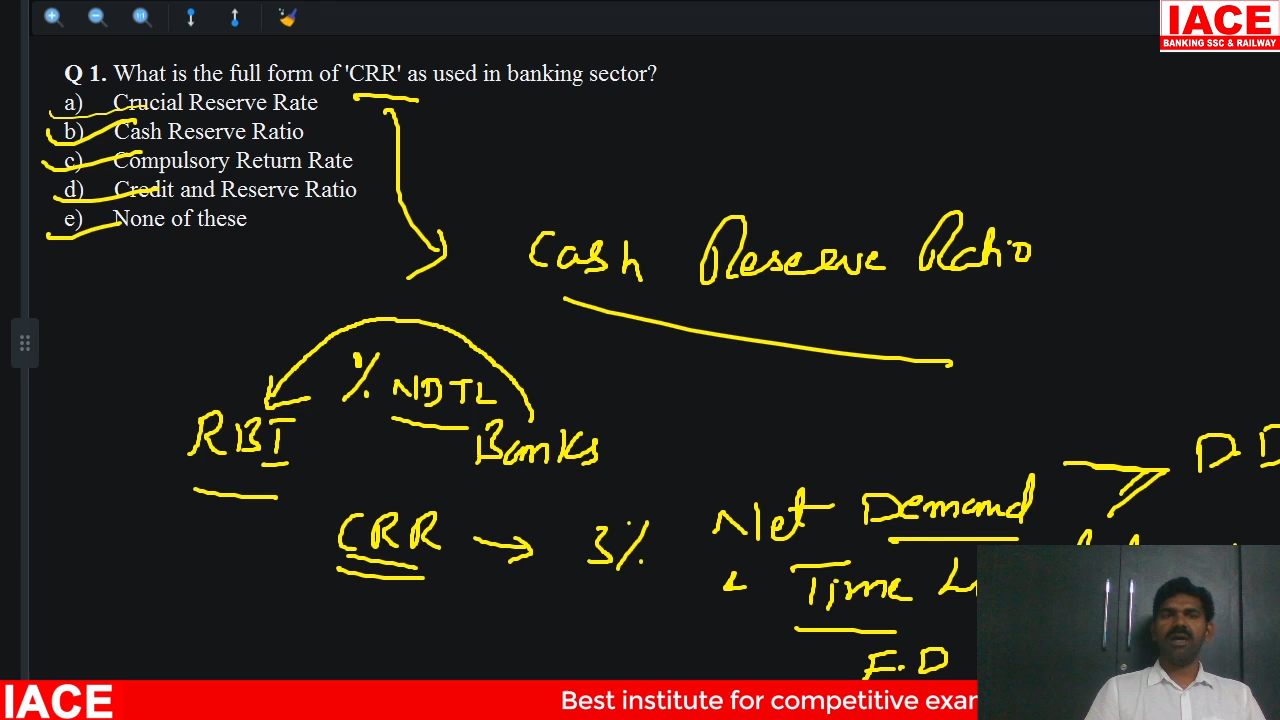 IACE
BANKING SSC & RAILWAY
Q 1. What is the full form of 'CRR' as used in banking sector?
a) Crucial Reserve Rate
b) Cash Reserve Ratio
c) Compulsory Return Rate
d) Credit and Reserve Ratio
e) None of these
Cash Reserve Ratio
% NDTL
RBI Banks
D D
CRR → 3% Net Demand
Time
F.D
IACE
Best institute for competitive exam